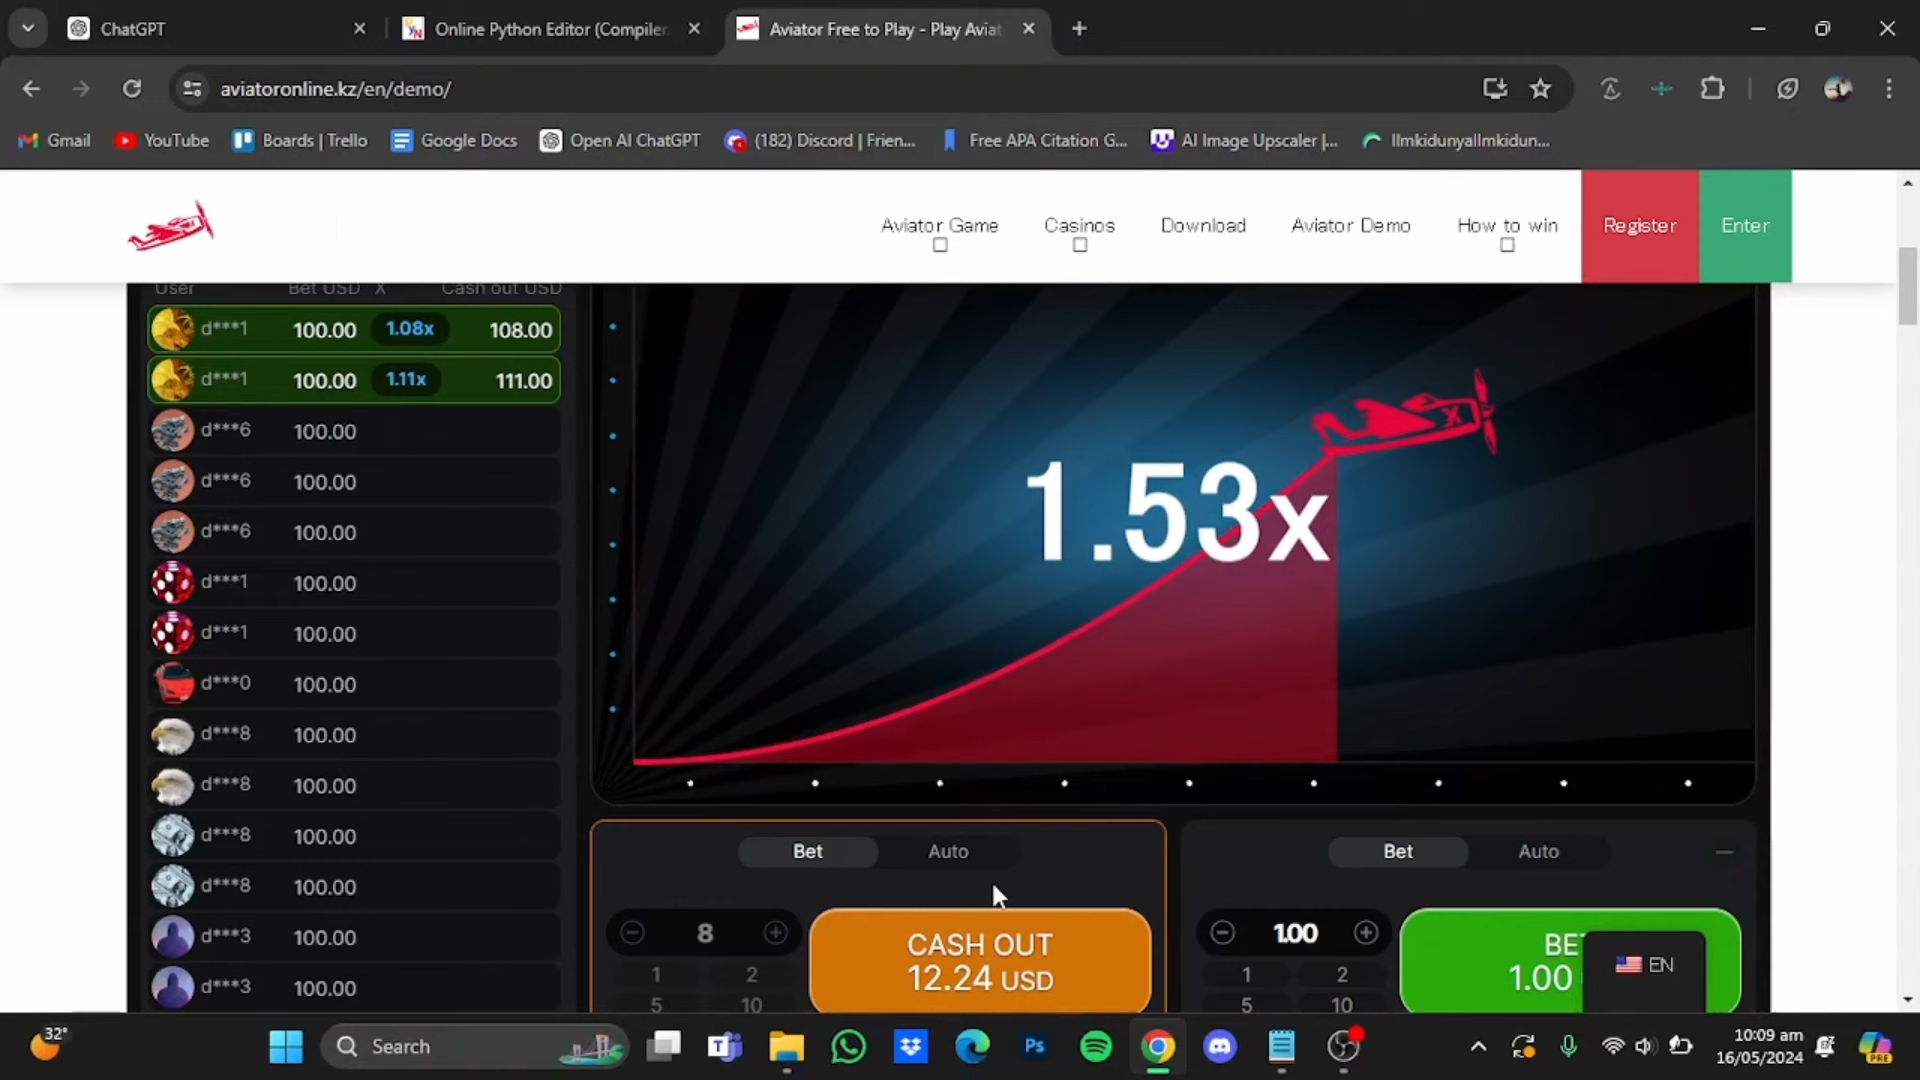 ChatGPT
Online Python Editor (Compiler
Aviator Free to Play - Play Aviat
aviatoronline.kz/en/demo/
Gmail
YouTube
Boards | Trello
Google Docs
Open AI ChatGPT
(182) Discord | Frien...
Free APA Citation G...
AI Image Upscaler |...
IlmkidunyaIlmkidun...
Aviator Game
Casinos
Download
Aviator Demo
How to win
Register
Enter
User Bet USD X Cash out USD
d***1 100.00 1.08x 108.00
d***1 100.00 1.11x 111.00
d***6 100.00
d***6 100.00
d***6 100.00
d***1 100.00
d***1 100.00
d***0 100.00
d***8 100.00
d***8 100.00
d***8 100.00
d***8 100.00
d***3 100.00
d***3 100.00
X
1.53x
Bet Auto
8
1 2
5 10
CASH OUT
12.24 USD
Bet Auto
1.00
1 2
5 10
BET
1.00
EN
32°
Search
T
Ps
10:09 am
16/05/2024
PRE